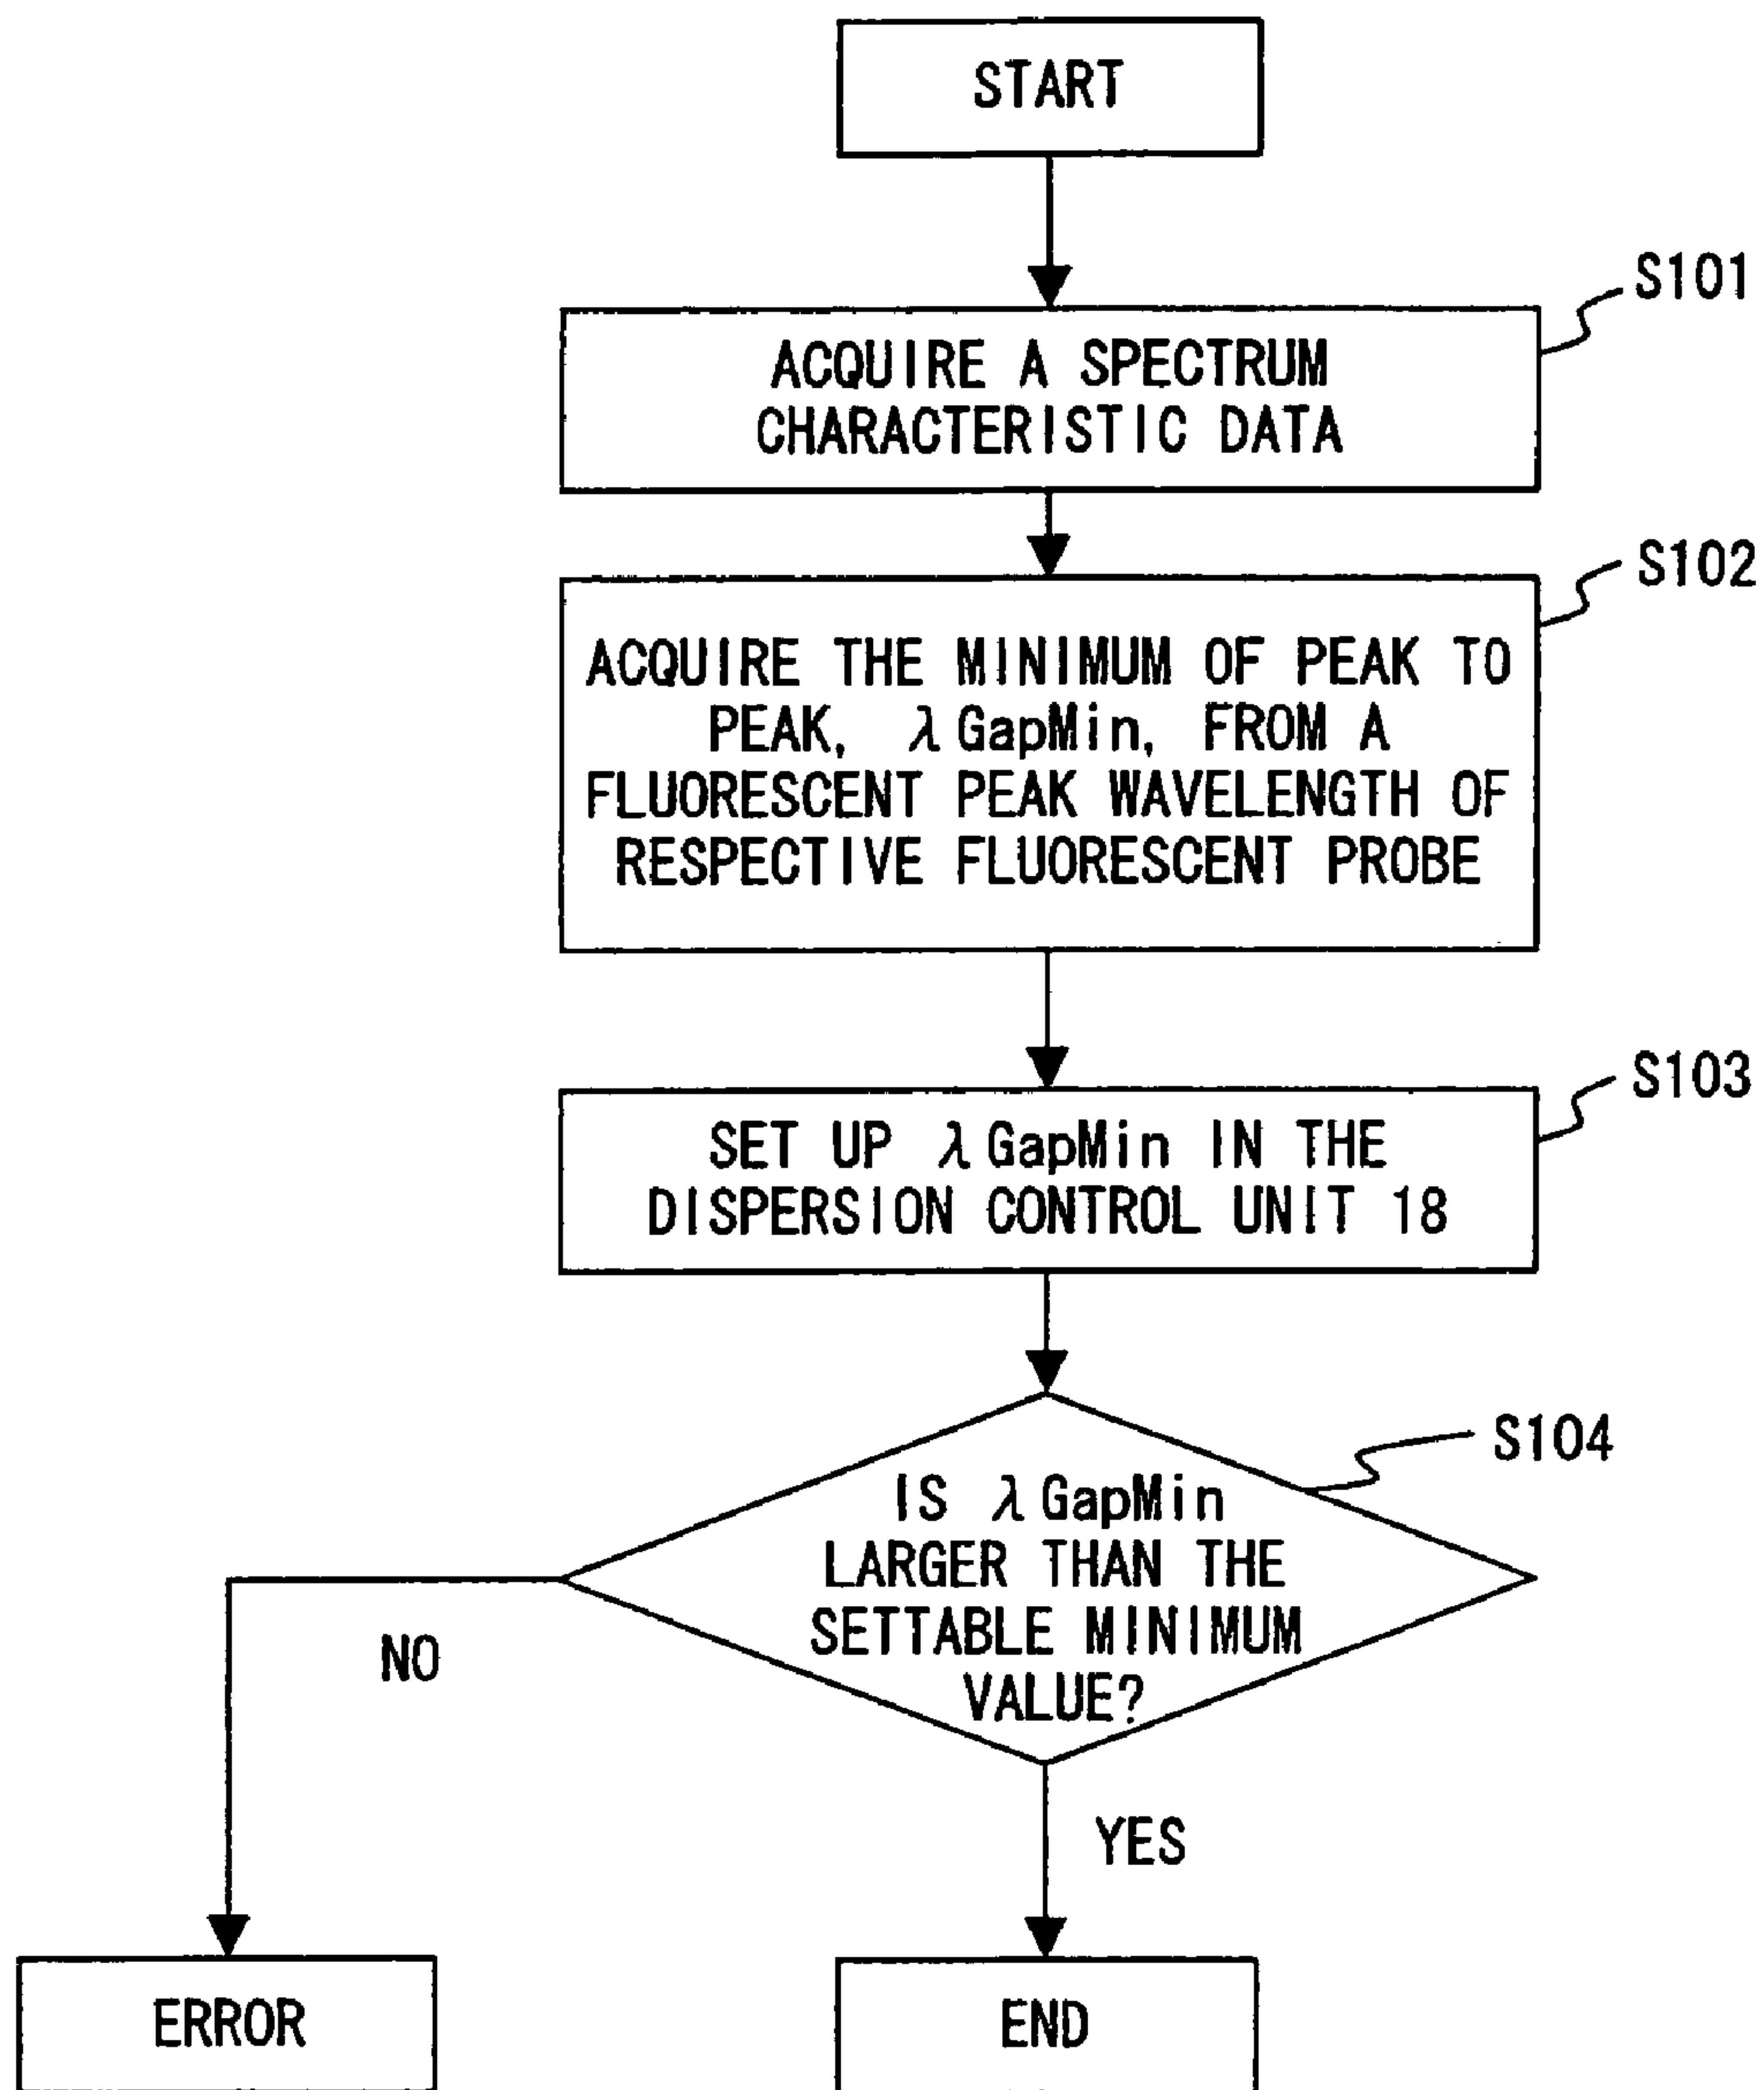 START
S101
ACQUIRE A SPECTRUM
CHARACTERISTIC DATA
S102
ACQUIRE THE MINIMUM OF PEAK TO
PEAK, λGapMin, FROM A
FLUORESCENT PEAK WAVELENGTH OF
RESPECTIVE FLUORESCENT PROBE
S103
SET UP λGapMin IN THE
DISPERSION CONTROL UNIT 18
S104
IS λGapMin
LARGER THAN THE
SETTABLE MINIMUM
VALUE?
NO
YES
ERROR
END